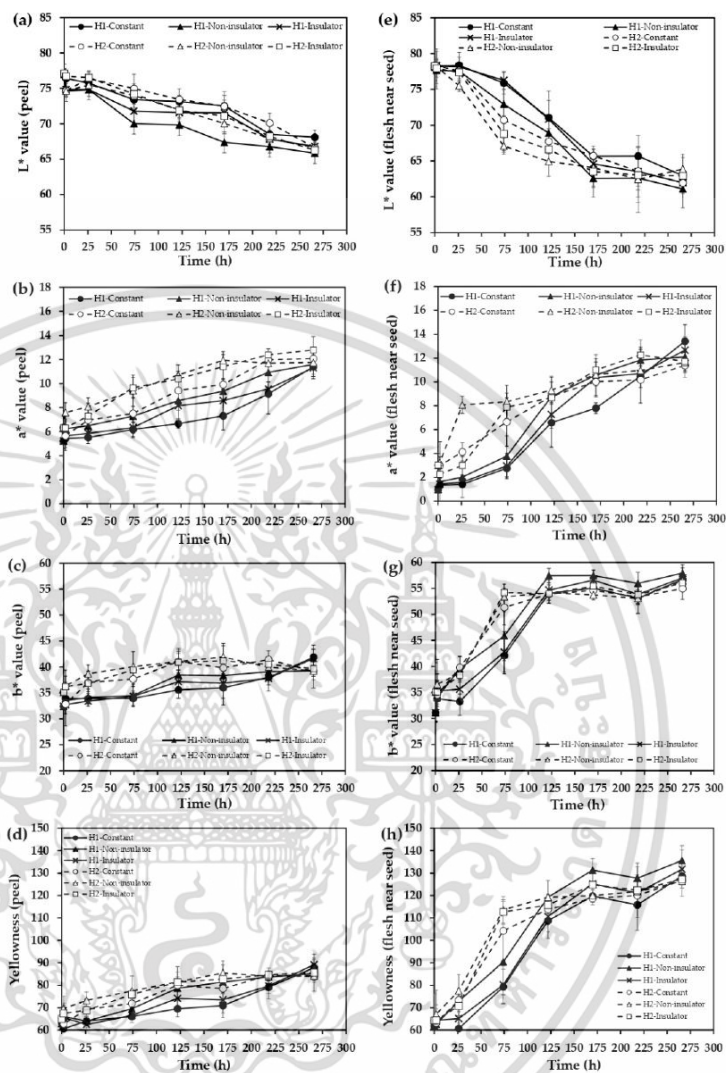 (a)
85
80
75
70
65
60
55
L* value (peel)
H1-Constant H1-Non-insulator H1-Insulator
H2-Constant H2-Non-insulator H2-Insulator
0 25 50 75 100 125 150 175 200 225 250 275 300
Time (h)
(e)
85
80
75
70
65
60
55
L* value (flesh near seed)
H1-Constant H1-Non-insulator
H1-Insulator H2-Constant
H2-Non-insulator H2-Insulator
0 25 50 75 100 125 150 175 200 225 250 275 300
Time (h)
(b)
18
16
14
12
10
8
6
4
2
0
a* value (peel)
H1-Constant H1-Non-insulator H1-Insulator
H2-Constant H2-Non-insulator H2-Insulator
0 25 50 75 100 125 150 175 200 225 250 275 300
Time (h)
(f)
18
16
14
12
10
8
6
4
2
0
a* value (flesh near seed)
H1-Constant H1-Non-insulator H1-Insulator
H2-Constant H2-Non-insulator H2-Insulator
0 25 50 75 100 125 150 175 200 225 250 275 300
Time (h)
(c)
60
55
50
45
40
35
30
25
20
b* value (peel)
H1-Constant H1-Non-insulator H1-Insulator
H2-Constant H2-Non-insulator H2-Insulator
0 25 50 75 100 125 150 175 200 225 250 275 300
Time (h)
(g)
60
55
50
45
40
35
30
25
20
b* value (flesh near seed)
H1-Constant H1-Non-insulator H1-Insulator
H2-Constant H2-Non-insulator H2-Insulator
0 25 50 75 100 125 150 175 200 225 250 275 300
Time (h)
(d)
150
140
130
120
110
100
90
80
70
60
Yellowness (peel)
H1-Constant
H1-Non-insulator
H1-Insulator
H2-Constant
H2-Non-insulator
H2-Insulator
0 25 50 75 100 125 150 175 200 225 250 275 300
Time (h)
(h)
150
140
130
120
110
100
90
80
70
60
Yellowness (flesh near seed)
H1-Constant
H1-Non-insulator
H1-Insulator
H2-Constant
H2-Non-insulator
H2-Insulator
0 25 50 75 100 125 150 175 200 225 250 275 300
Time (h)